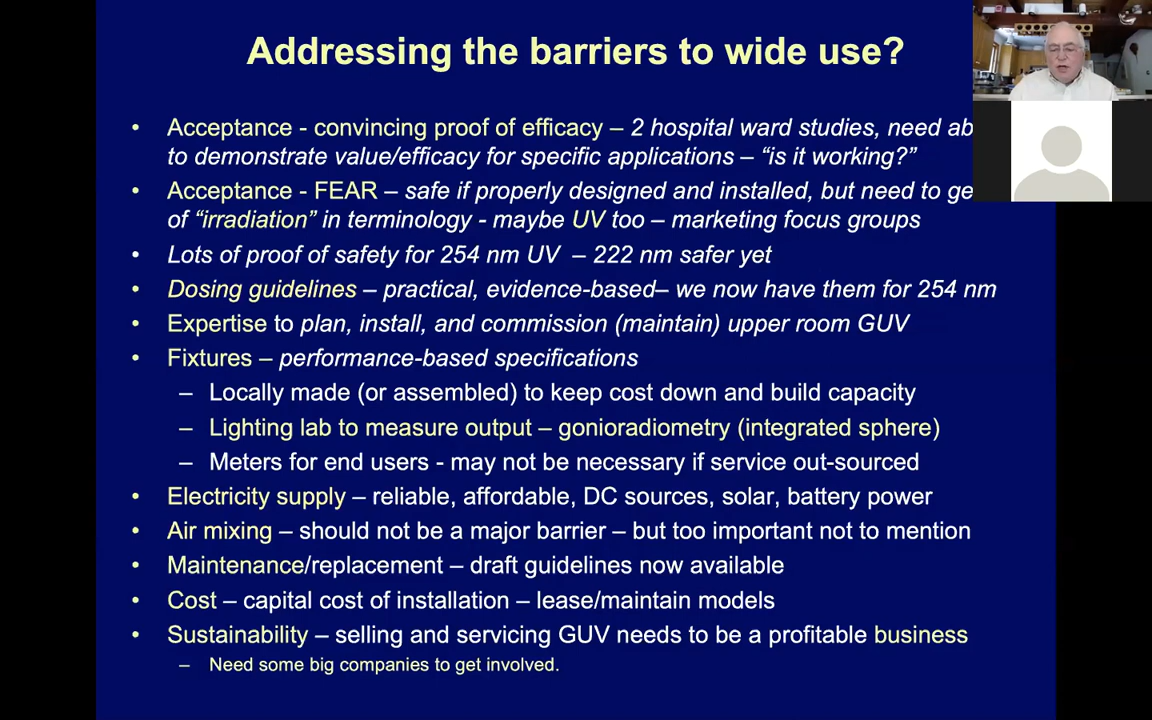 Addressing the barriers to wide use?
• Acceptance - convincing proof of efficacy – 2 hospital ward studies, need
to demonstrate value/efficacy for specific applications – “is it working?”
• Acceptance - FEAR – safe if properly designed and installed, but need to
of “irradiation” in terminology - maybe UV too – marketing focus groups
• Lots of proof of safety for 254 nm UV – 222 nm safer yet
• Dosing guidelines – practical, evidence-based– we now have them for 254 nm
• Expertise to plan, install, and commission (maintain) upper room GUV
• Fixtures – performance-based specifications
– Locally made (or assembled) to keep cost down and build capacity
– Lighting lab to measure output – gonioradiometry (integrated sphere)
– Meters for end users - may not be necessary if service out-sourced
• Electricity supply – reliable, affordable, DC sources, solar, battery power
• Air mixing – should not be a major barrier – but too important not to mention
• Maintenance/replacement – draft guidelines now available
• Cost – capital cost of installation – lease/maintain models
• Sustainability – selling and servicing GUV needs to be a profitable business
– Need some big companies to get involved.